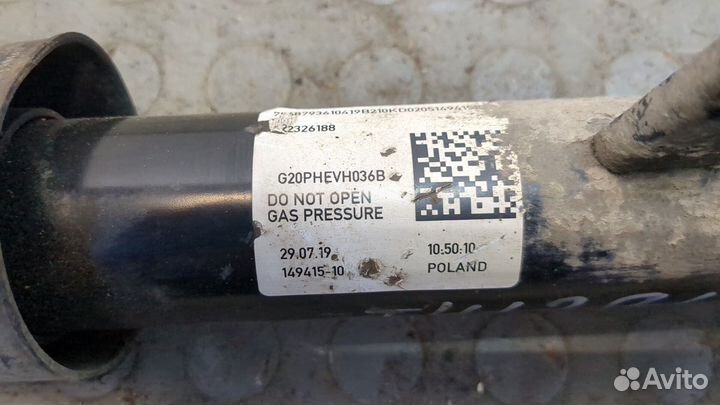 22326188
G20PHEVH036B
DO NOT OPEN
GAS PRESSURE
29.07.19 10:50:10
149415-10 POLAND
Avito